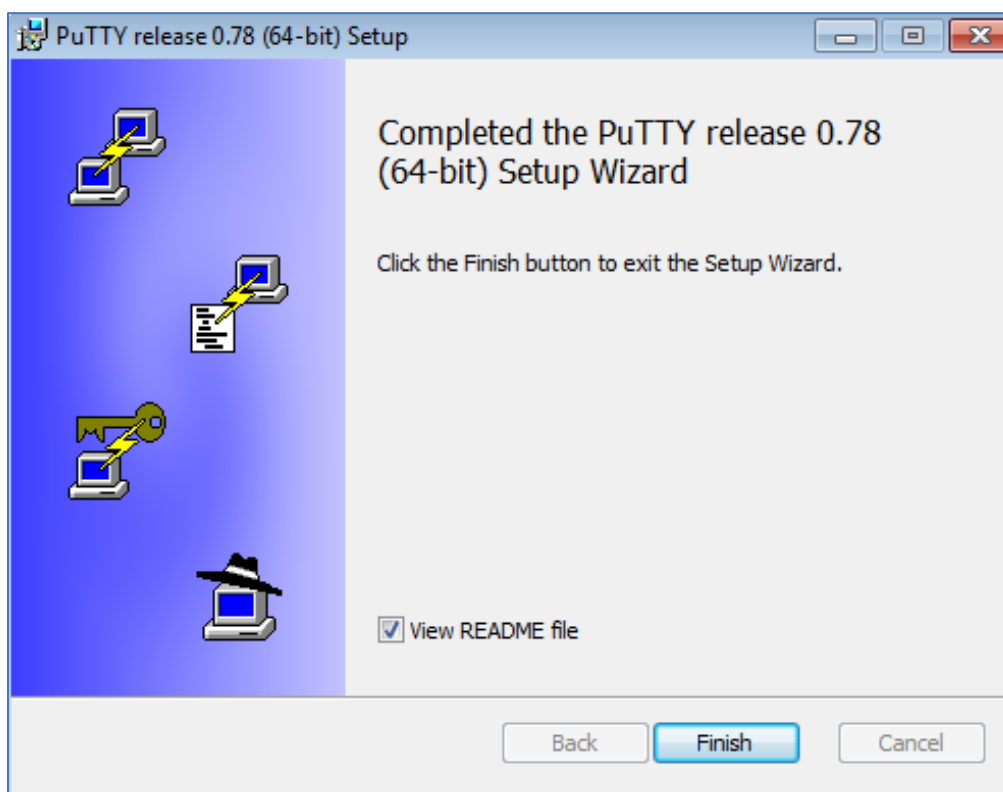 PuTTY release 0.78 (64-bit) Setup
Completed the PuTTY release 0.78
(64-bit) Setup Wizard
Click the Finish button to exit the Setup Wizard.
View README file
Back
Finish
Cancel